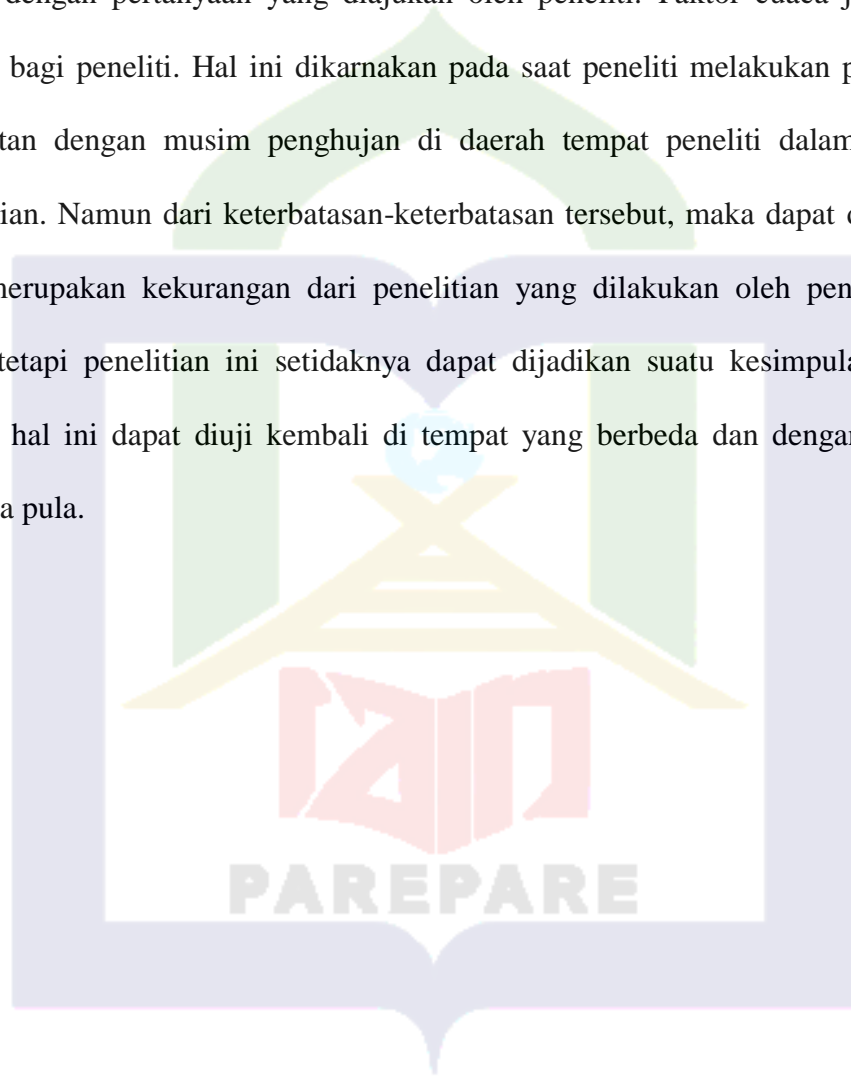 dengan pertanyaan yang diajukan oleh peneliti. Faktor cuaca j
bagi peneliti. Hal ini dikarnakan pada saat peneliti melakukan p
tan dengan musim penghujan di daerah tempat peneliti dalam
ian. Namun dari keterbatasan-keterbatasan tersebut, maka dapat
merupakan kekurangan dari penelitian yang dilakukan oleh pen
tetapi penelitian ini setidaknya dapat dijadikan suatu kesimpula
hal ini dapat diuji kembali di tempat yang berbeda dan dengan
a pula.
iain
PAREPARE